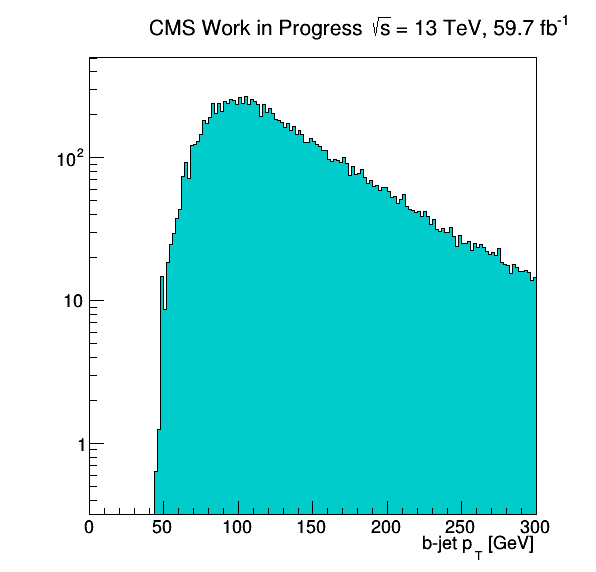 CMS Work in Progress √s = 13 TeV, 59.7 fb⁻¹
10²
10
1
0 50 100 150 200 250 300
b-jet p_T [GeV]